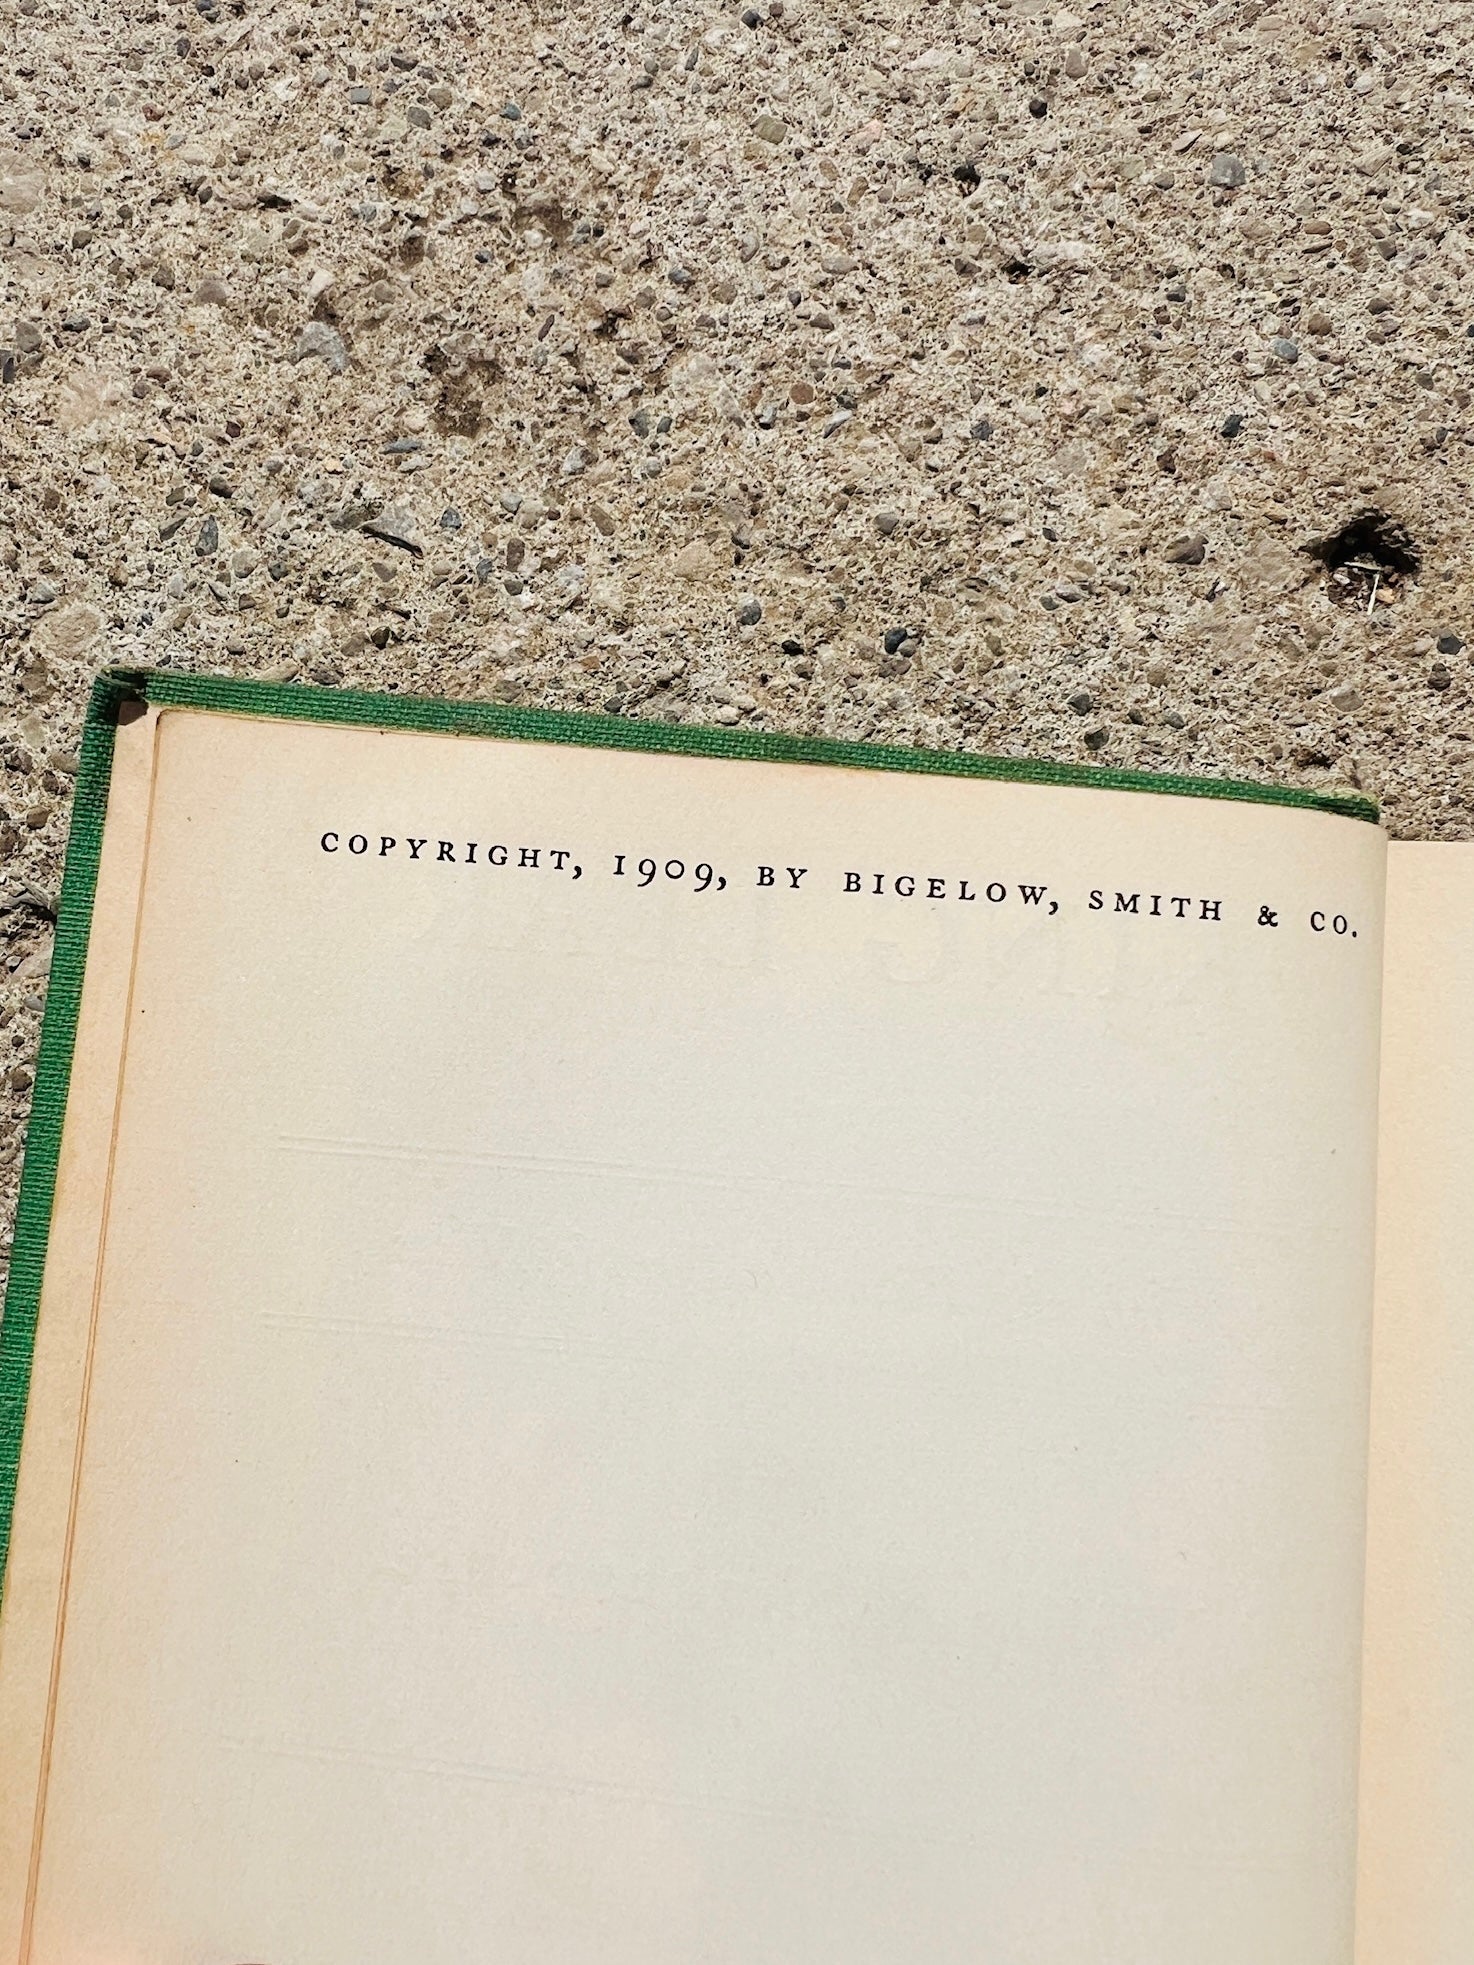 COPYRIGHT, 1909, BY BIGELOW, SMITH & CO.